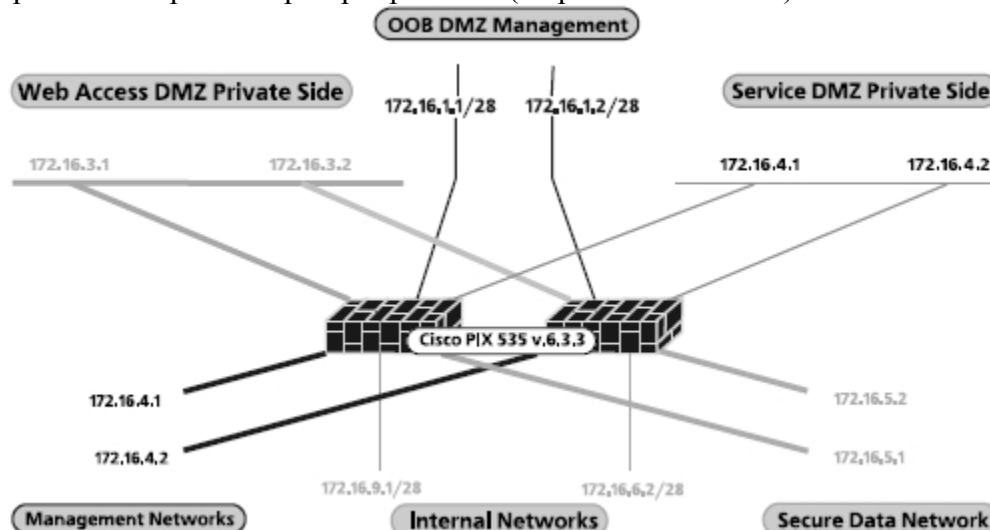 OOB DMZ Management
Web Access DMZ Private Side
Service DMZ Private Side
172.16.1.1/28
172.16.1.2/28
172.16.3.1
172.16.3.2
172.16.4.1
172.16.4.2
Cisco PIX 535 v.6.3.3
172.16.4.1
172.16.5.2
172.16.4.2
172.16.5.1
172.16.9.1/28
172.16.6.2/28
Management Networks
Internal Networks
Secure Data Network